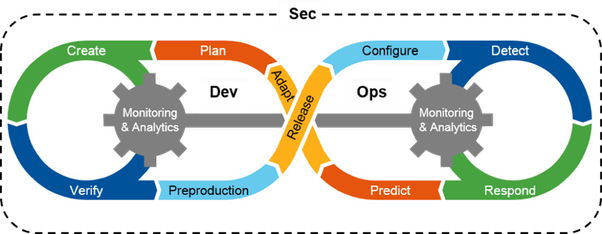 Sec
Create
Plan
Configure
Detect
Adapt
Dev
Ops
Release
Monitoring
& Analytics
Monitoring
& Analytics
Verify
Preproduction
Predict
Respond